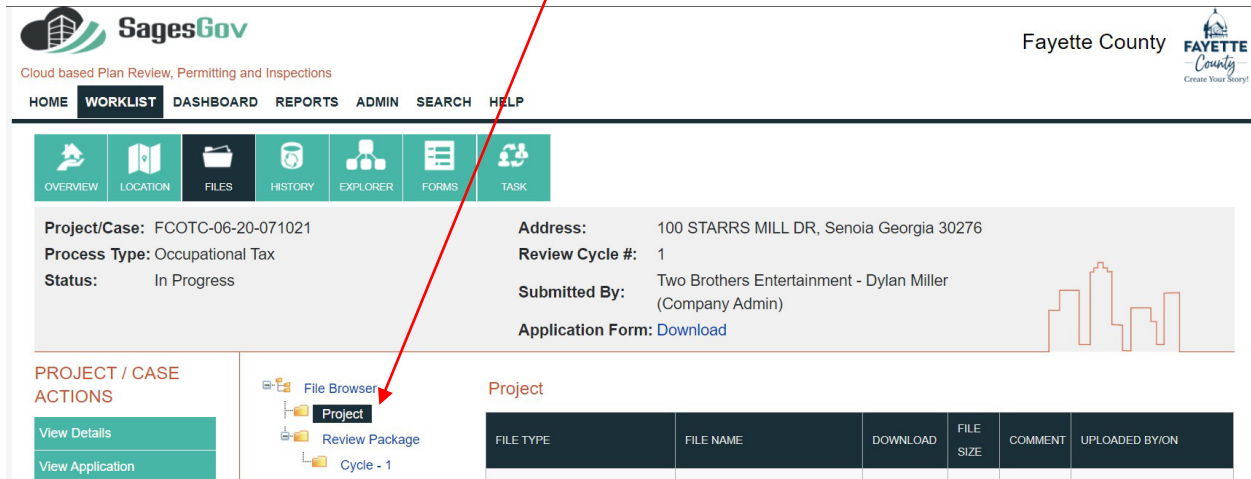 SagesGov
Fayette County
FAYETTE
County
Create Your Story!
Cloud based Plan Review, Permitting and Inspections
HOME WORKLIST DASHBOARD REPORTS ADMIN SEARCH HELP
OVERVIEW LOCATION FILES HISTORY EXPLORER FORMS TASK
Project/Case: FCOTC-06-20-071021
Process Type: Occupational Tax
Status: In Progress
Address: 100 STARRS MILL DR, Senoia Georgia 30276
Review Cycle #: 1
Submitted By: Two Brothers Entertainment - Dylan Miller
(Company Admin)
Application Form: Download
PROJECT / CASE
ACTIONS
View Details
View Application
File Browser
Project
Review Package
Cycle - 1
Project
FILE TYPE FILE NAME DOWNLOAD FILE SIZE COMMENT UPLOADED BY/ON